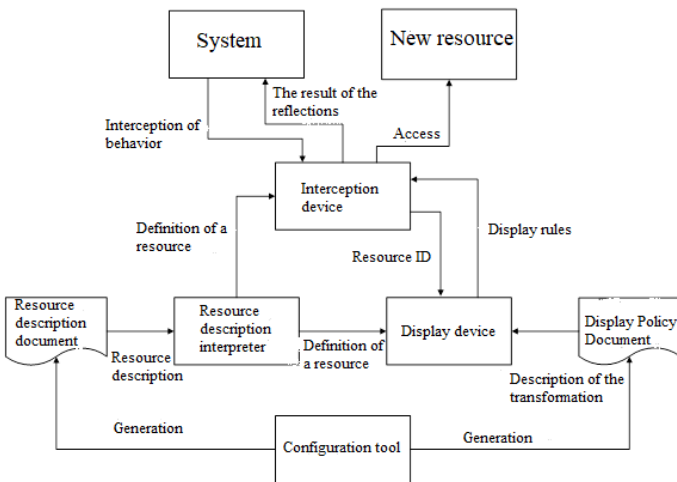 System
New resource
The result of the
reflections
Interception of
behavior
Access
Interception
device
Definition of a
resource
Display rules
Resource ID
Resource
description
document
Resource
description
interpreter
Display device
Display Policy
Document
Resource
description
Definition of
a resource
Description of the
transformation
Generation
Configuration tool
Generation